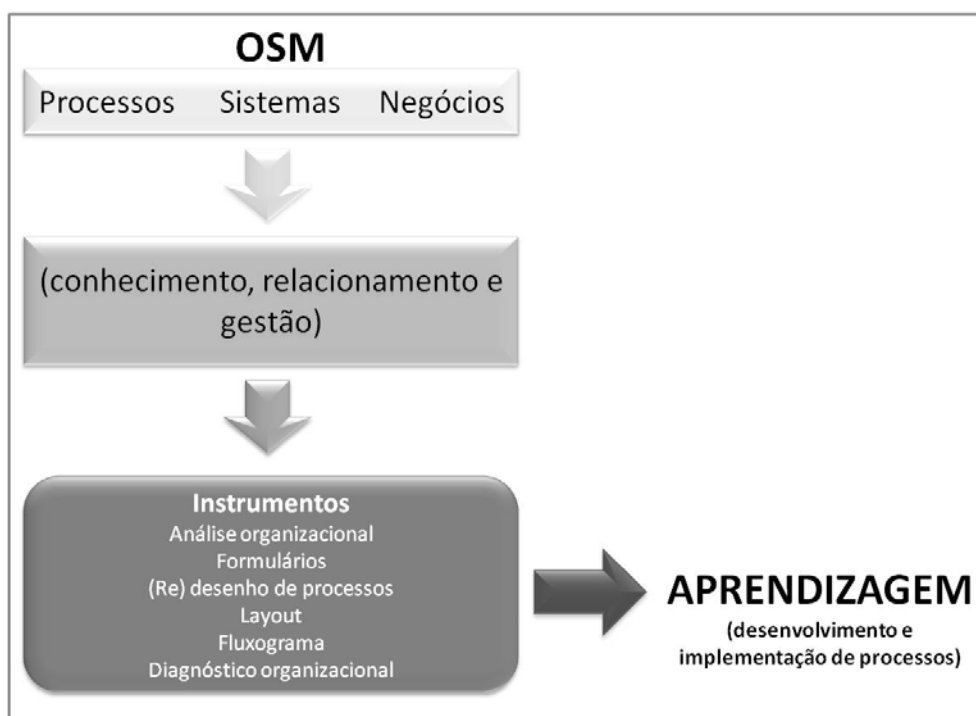 OSM
Processos Sistemas Negócios
(conhecimento, relacionamento e
gestão)
Instrumentos
Análise organizacional
Formulários
(Re) desenho de processos
Layout
Fluxograma
Diagnóstico organizacional
APRENDIZAGEM
(desenvolvimento e
implementação de processos)